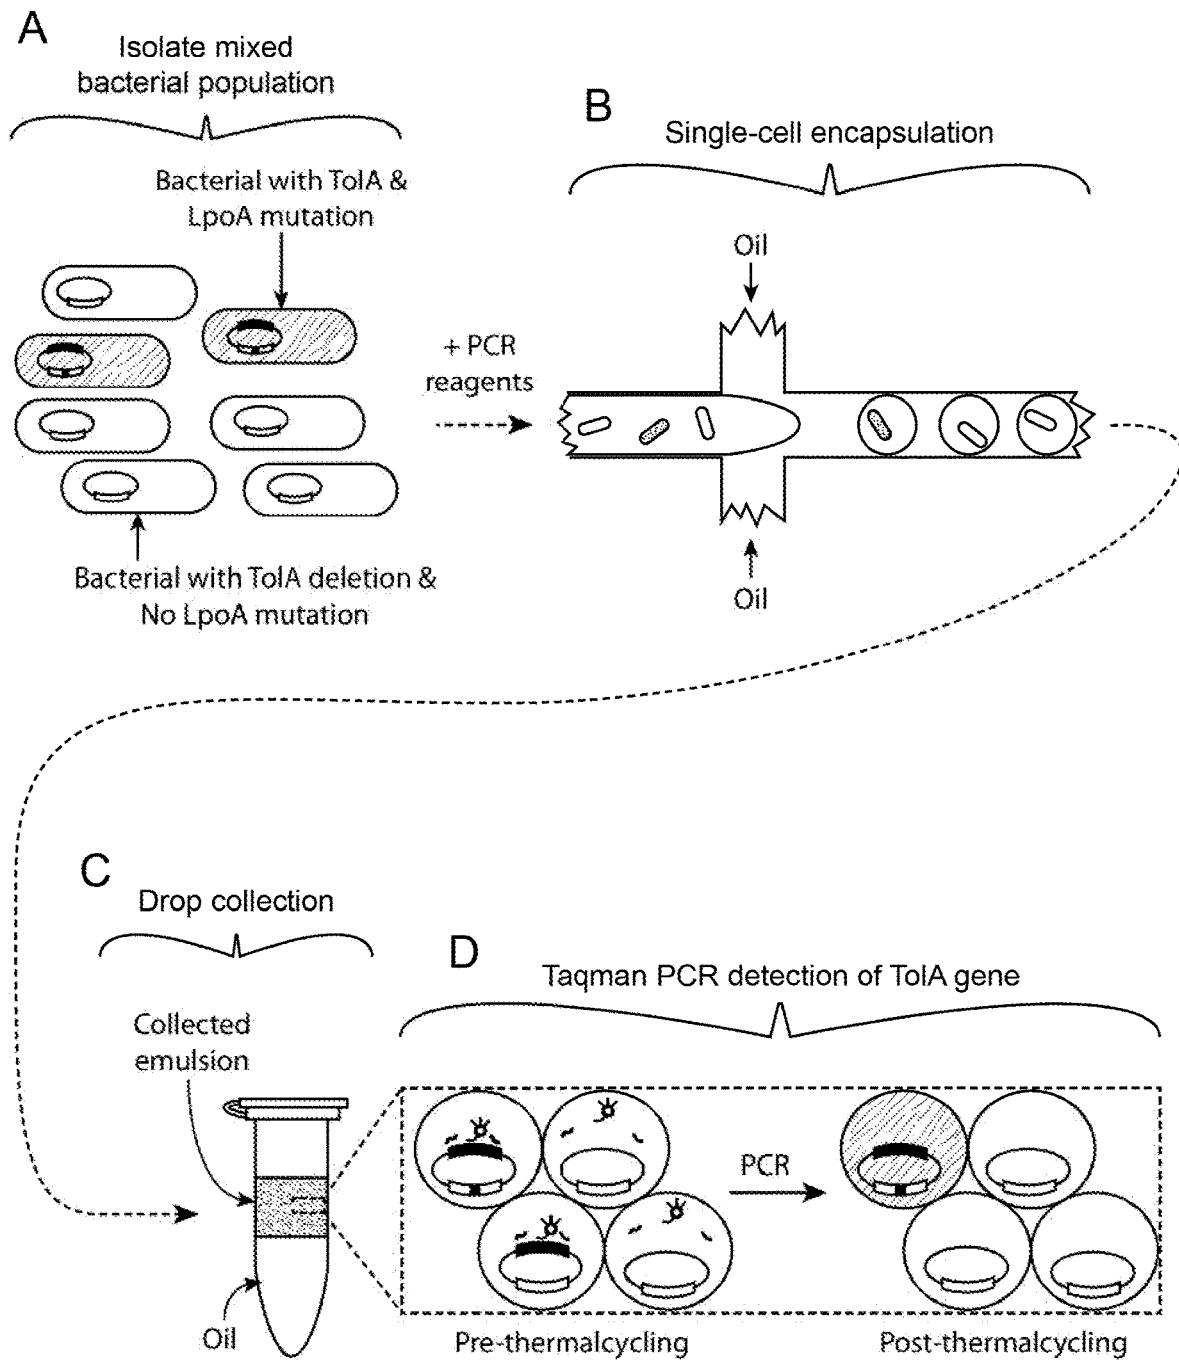 A
Isolate mixed
bacterial population
Bacterial with TolA &
LpoA mutation
Bacterial with TolA deletion &
No LpoA mutation
+ PCR
reagents
B
Single-cell encapsulation
Oil
Oil
C
Drop collection
Collected
emulsion
Oil
D
Taqman PCR detection of TolA gene
PCR
Pre-thermalcycling
Post-thermalcycling